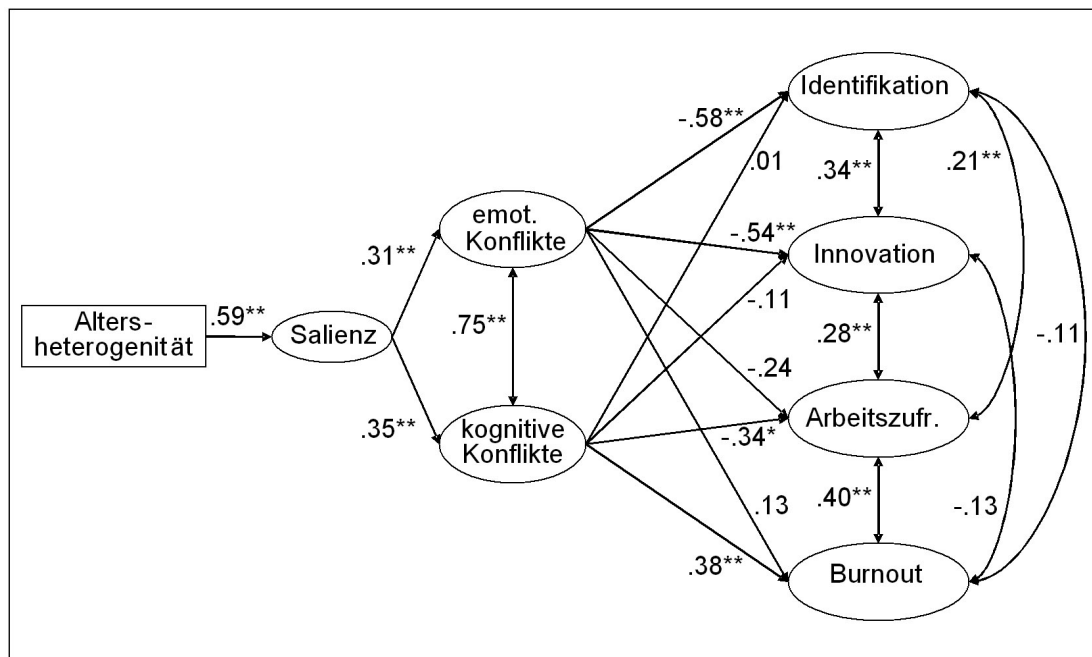 Identifikation
-.58**
.01
.34**
.21**
emot.
Konflikte
-.54**
Innovation
.31**
-.11
Alters-
heterogenität
.59**
Salienz
.75**
.28**
-.11
-.24
.35**
kognitive
Konflikte
-.34*
Arbeitszufr.
.13
.40**
-.13
.38**
Burnout